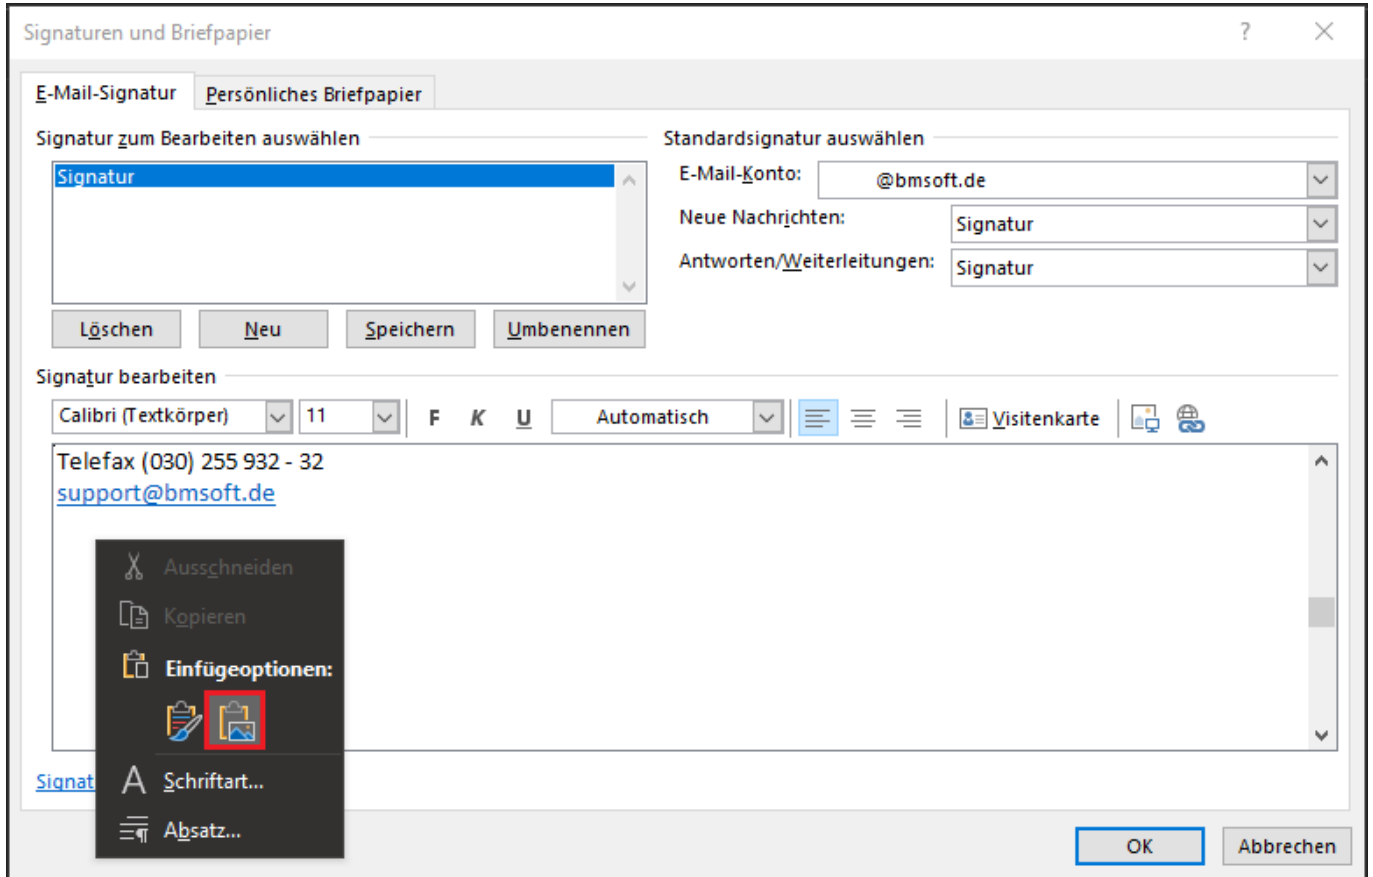 Signaturen und Briefpapier ?
E-Mail-Signatur Persönliches Briefpapier
Signatur zum Bearbeiten auswählen
Signatur
Löschen Neu Speichern Umbenennen
Standardsignatur auswählen
E-Mail-Konto: @bmsoft.de
Neue Nachrichten: Signatur
Antworten/Weiterleitungen: Signatur
Signatur bearbeiten
Calibri (Textkörper) 11 F K U Automatisch Visitenkarte
Telefax (030) 255 932 - 32
support@bmsoft.de
Ausschneiden
Kopieren
Einfügeoptionen:
Schriftart...
Absatz...
Signat
OK Abbrechen